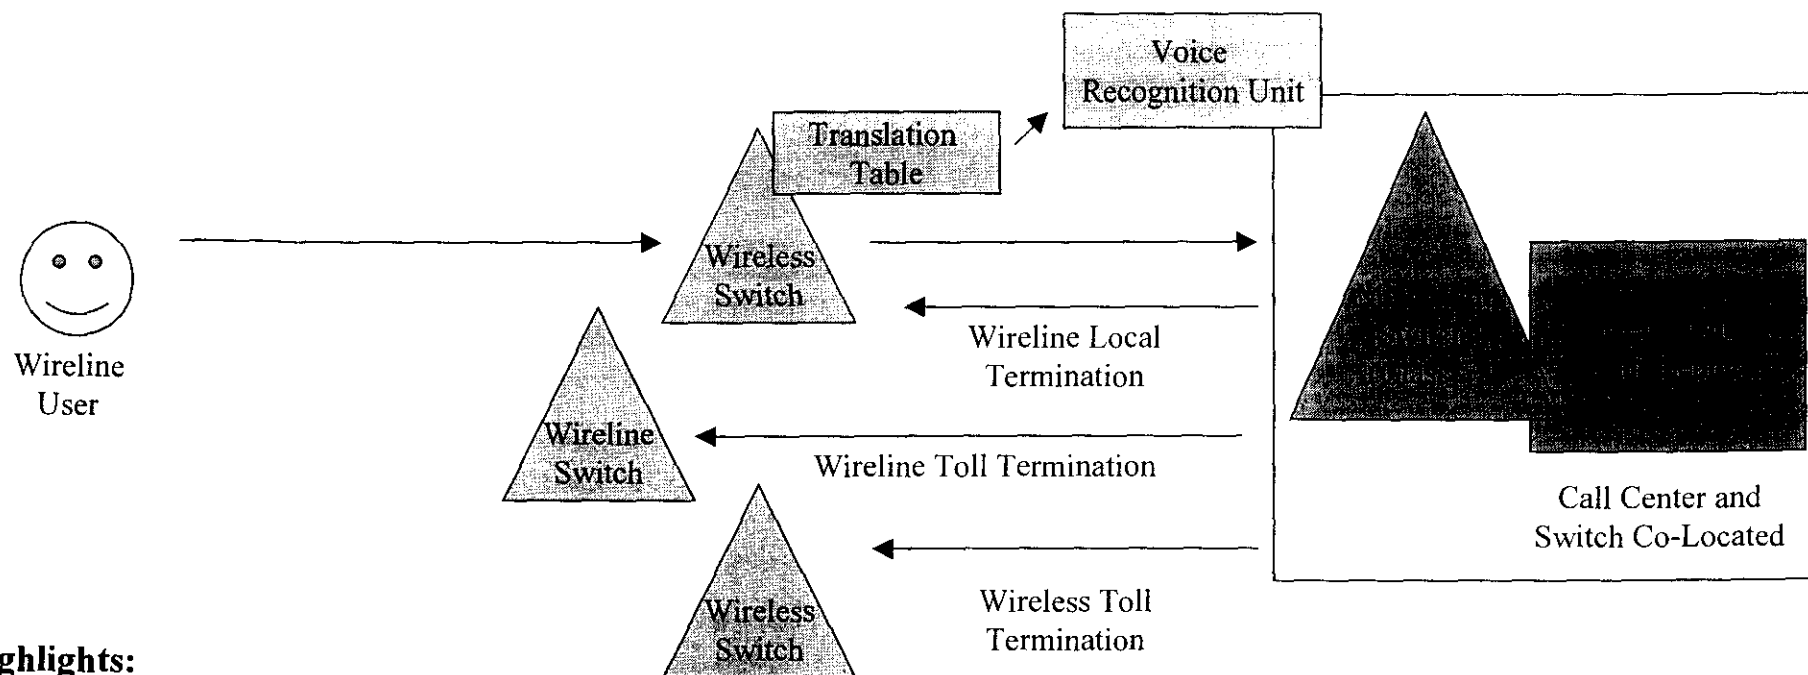 Voice
Recognition Unit
Translation
Table
Wireless
Switch
Wireline
User
Wireline Local
Termination
Wireline
Switch
Wireline Toll Termination
Call Center and
Switch Co-Located
Wireless Toll
Termination
Wireless
Switch
ghlights: